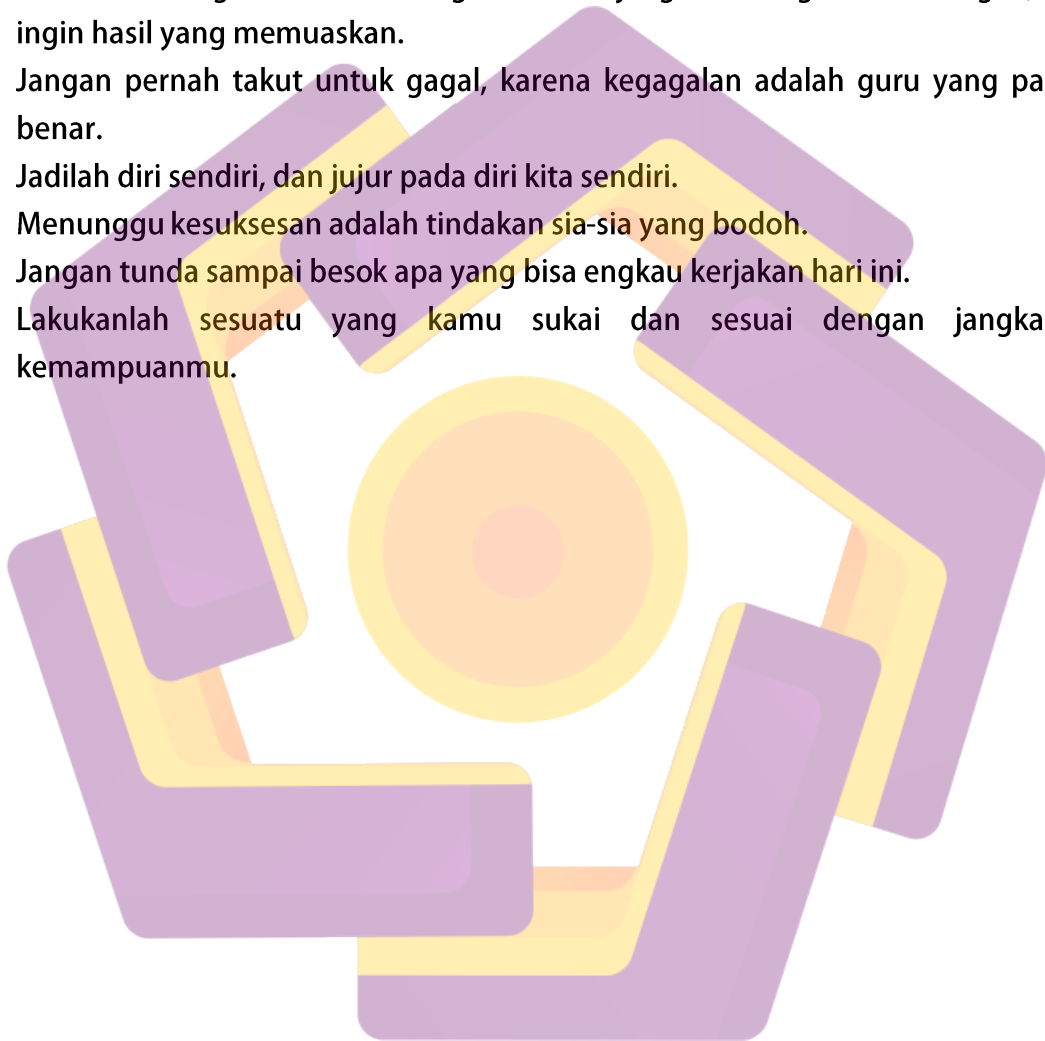 ingin hasil yang memuaskan.
Jangan pernah takut untuk gagal, karena kegagalan adalah guru yang pa
benar.
Jadilah diri sendiri, dan jujur pada diri kita sendiri.
Menunggu kesuksesan adalah tindakan sia-sia yang bodoh.
Jangan tunda sampai besok apa yang bisa engkau kerjakan hari ini.
Lakukanlah sesuatu yang kamu sukai dan sesuai dengan jangka
kemampuanmu.